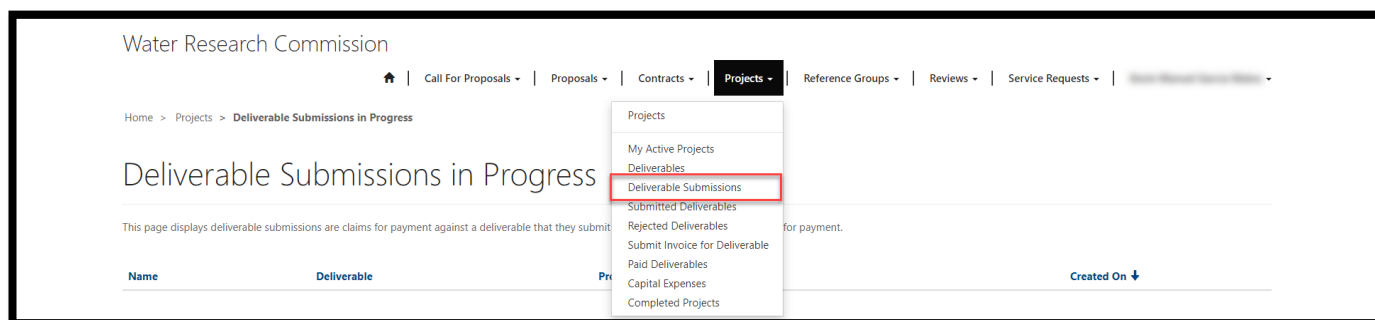 Water Research Commission
Call For Proposals Proposals Contracts Projects Reference Groups Reviews Service Requests
Home > Projects > Deliverable Submissions in Progress
Projects
My Active Projects
Deliverables
Deliverable Submissions
Submitted Deliverables
Rejected Deliverables
Submit Invoice for Deliverable
Paid Deliverables
Capital Expenses
Completed Projects
Deliverable Submissions in Progress
This page displays deliverable submissions are claims for payment against a deliverable that they submit for payment.
Name Deliverable Created On